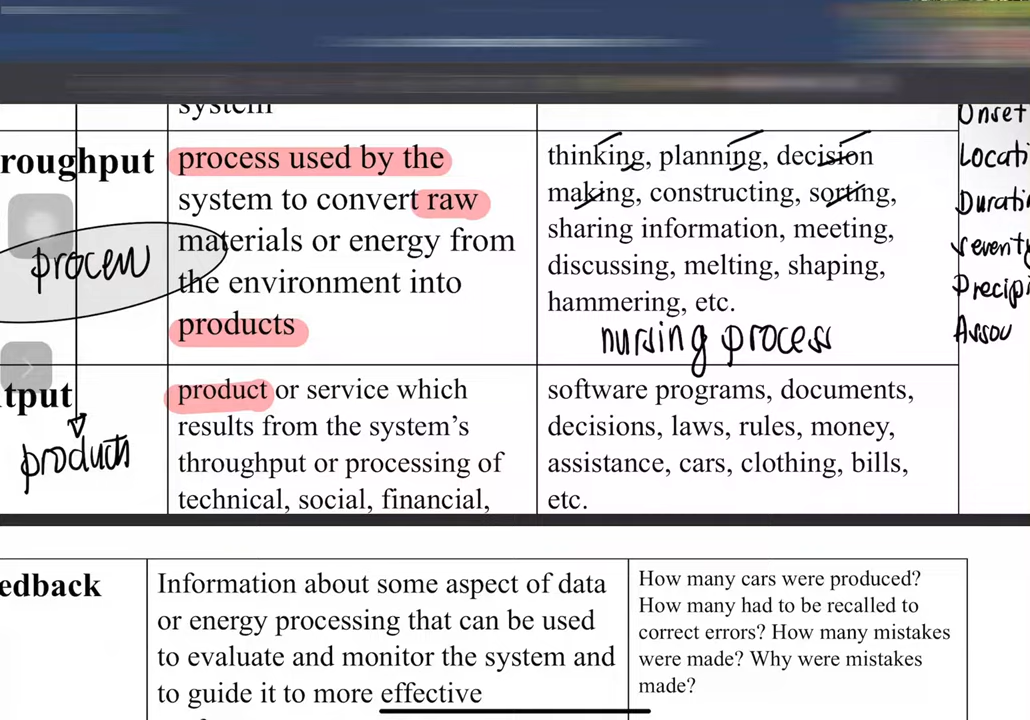 system
roughput
process used by the
system to convert raw
materials or energy from
the environment into
products
thinking, planning, decision
making, constructing, sorting,
sharing information, meeting,
discussing, melting, shaping,
hammering, etc.
nursing process
Onset
Locati
Durati
Severity
Precipi
Assou
process
tput
products
product or service which
results from the system's
throughput or processing of
technical, social, financial,
software programs, documents,
decisions, laws, rules, money,
assistance, cars, clothing, bills,
etc.
edback
Information about some aspect of data
or energy processing that can be used
to evaluate and monitor the system and
to guide it to more effective
How many cars were produced?
How many had to be recalled to
correct errors? How many mistakes
were made? Why were mistakes
made?